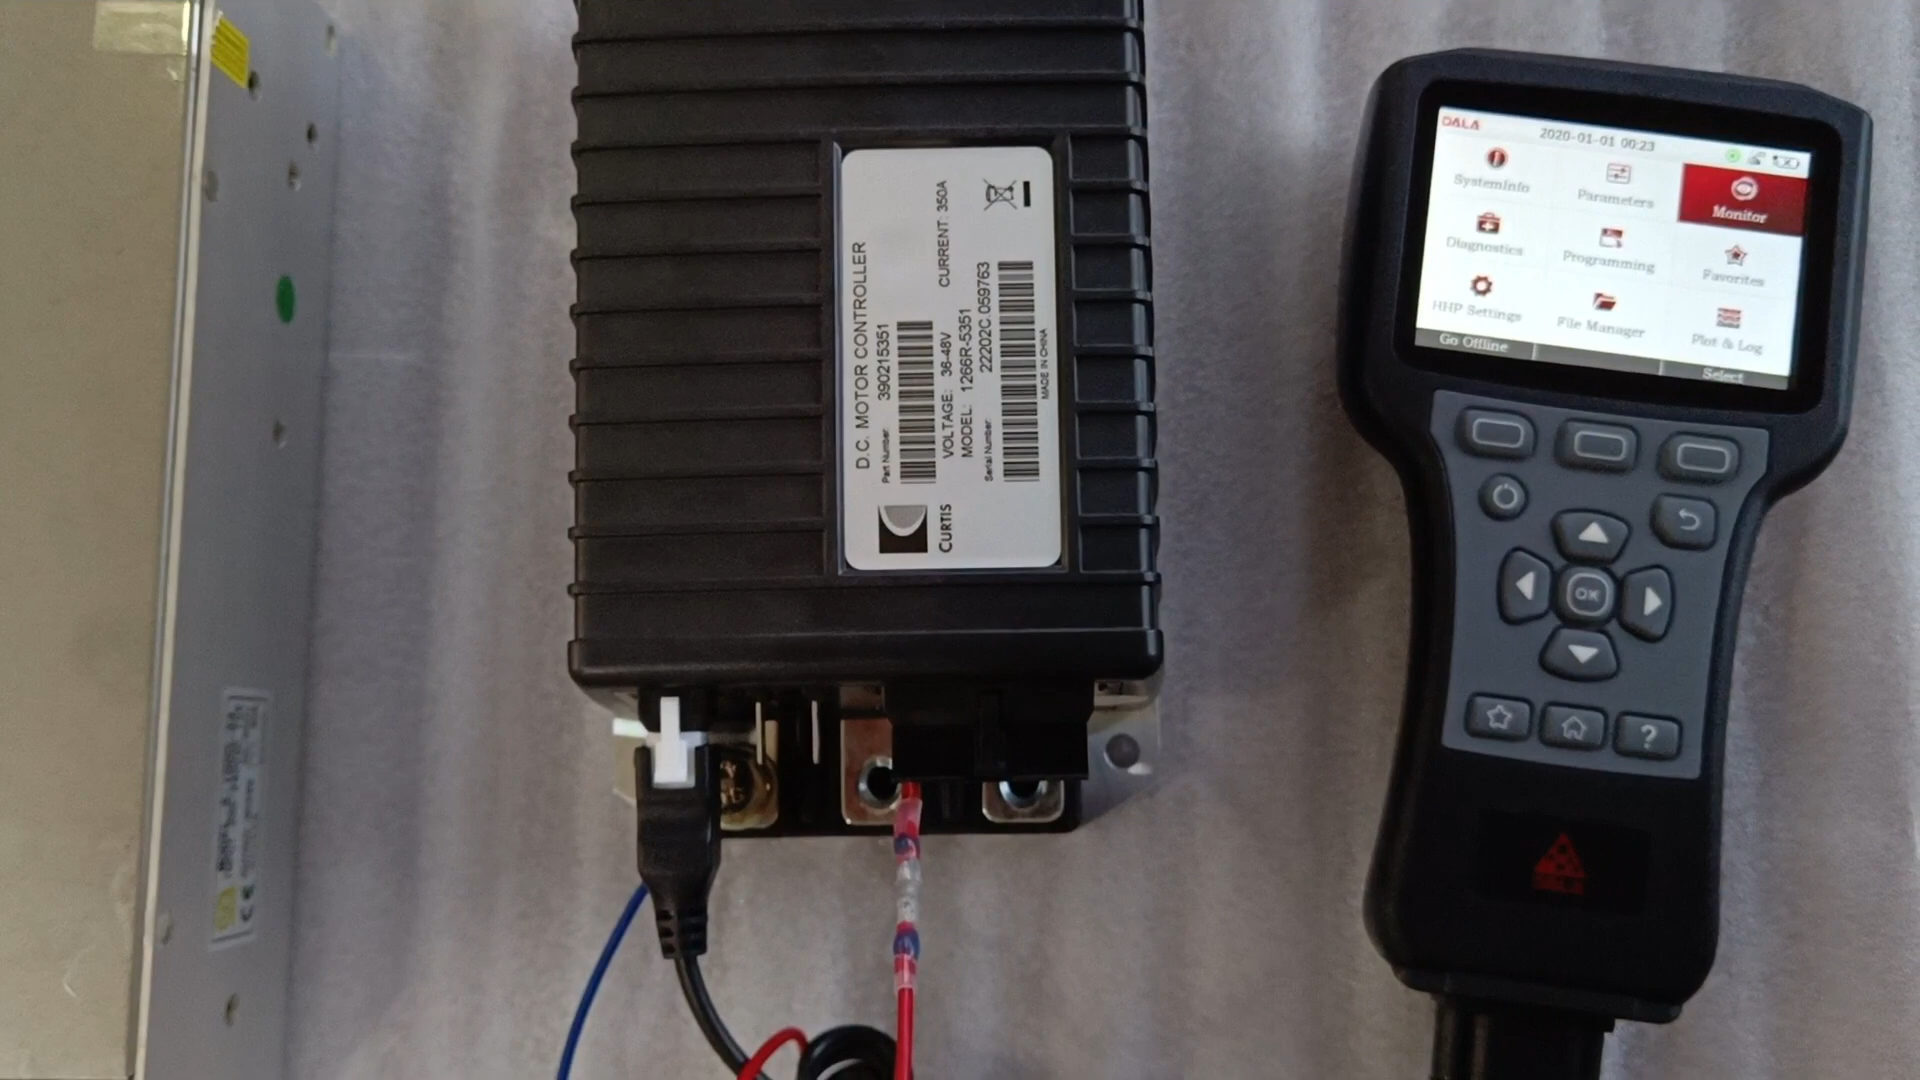 D.C. MOTOR CONTROLLER
Part Number: 390215351
VOLTAGE: 36-48V CURRENT: 350A
MODEL: 1266R-5351
Serial Number: 22202C.059763
MADE IN CHINA
CURTIS
DALA
2020-01-01 00:23
SystemInfo
Parameters
Monitor
Diagnostics
Programming
Favorites
HHP Settings
File Manager
Plot & Log
Go Offline
Select
OK
?
DALA